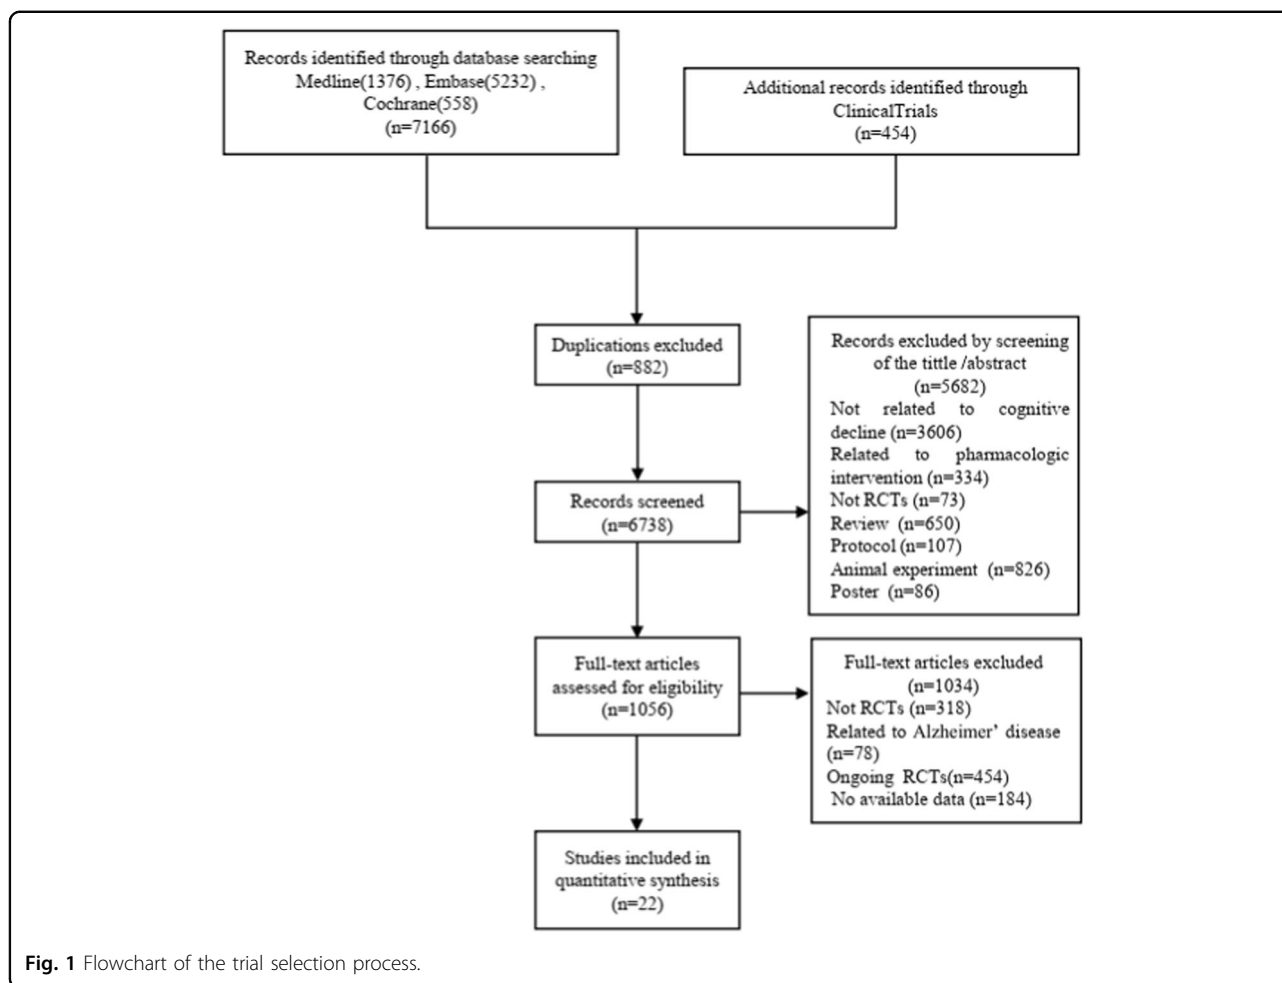 Records identified through database searching
Medline(1376) , Embase(5232) ,
Cochrane(558)
(n=7166)
Additional records identified through
ClinicalTrials
(n=454)
Duplications excluded
(n=882)
Records excluded by screening
of the tittle /abstract
(n=5682)
Not related to cognitive
decline (n=3606)
Related to pharmacologic
intervention (n=334)
Not RCTs (n=73)
Review (n=650)
Protocol (n=107)
Animal experiment (n=826)
Poster (n=86)
Records screened
(n=6738)
Full-text articles
assessed for eligibility
(n=1056)
Full-text articles excluded
(n=1034)
Not RCTs (n=318)
Related to Alzheimer' disease
(n=78)
Ongoing RCTs(n=454)
No available data (n=184)
Studies included in
quantitative synthesis
(n=22)
Fig. 1 Flowchart of the trial selection process.